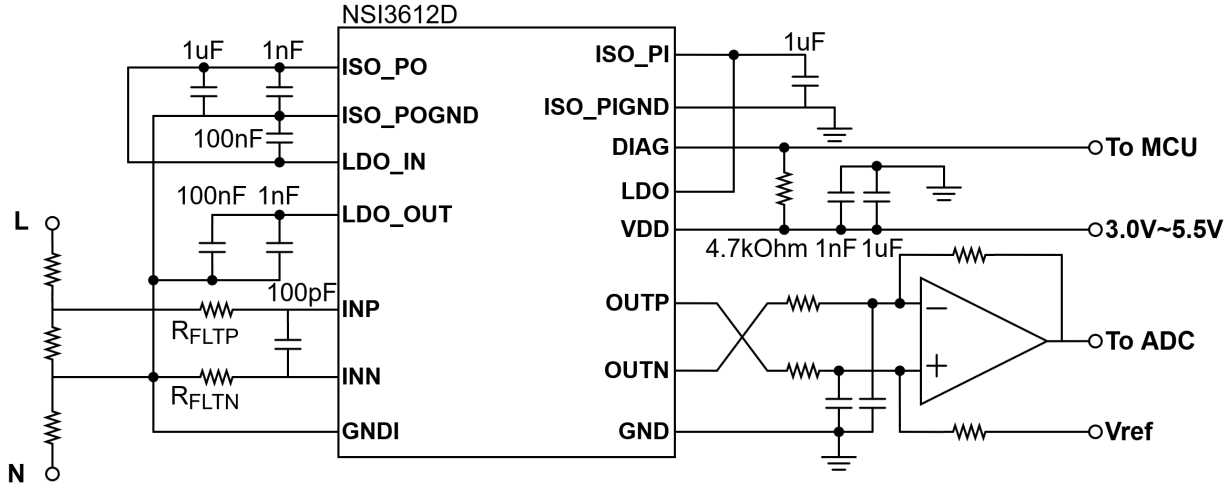 NSI3612D
1uF 1nF
ISO_PO
ISO_POGND
100nF
LDO_IN
100nF 1nF
LDO_OUT
L
100pF
INP
RFLTP
INN
RFLTN
GNDI
N
ISO_PI
1uF
ISO_PIGND
DIAG
To MCU
LDO
VDD
3.0V~5.5V
4.7kOhm 1nF 1uF
OUTP
−
To ADC
OUTN
+
GND
Vref